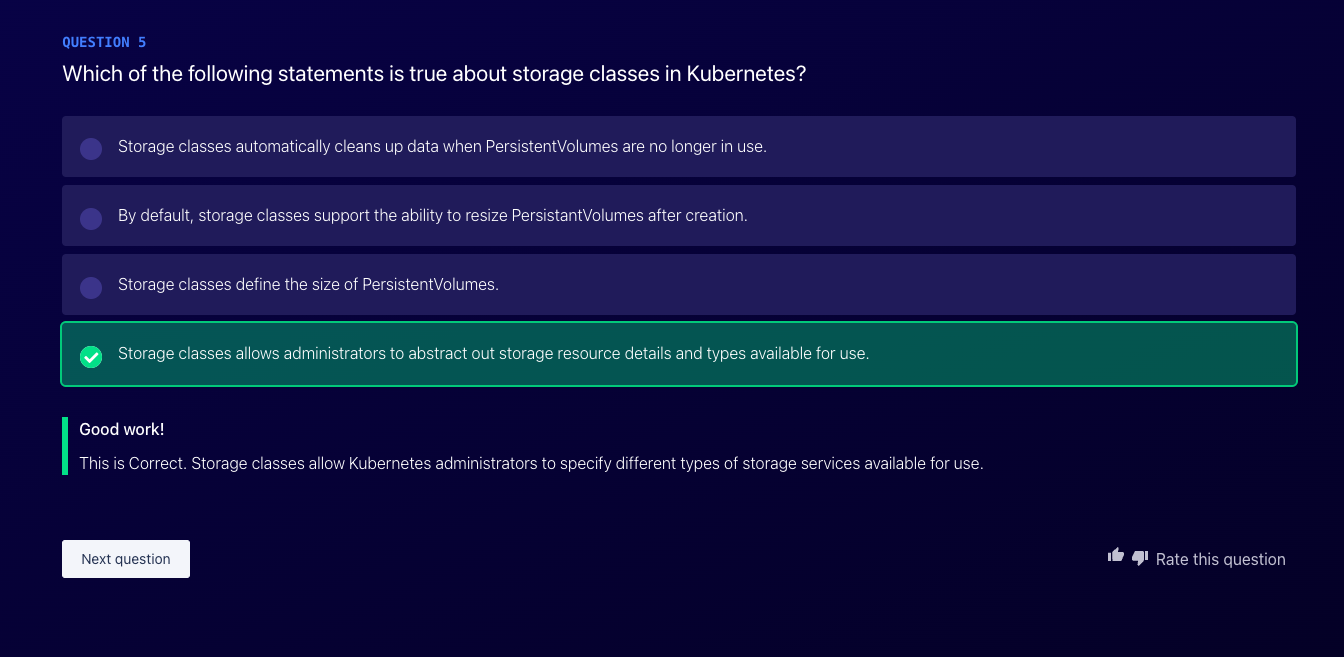 QUESTION 5
Which of the following statements is true about storage classes in Kubernetes?
Storage classes automatically cleans up data when PersistentVolumes are no longer in use.
By default, storage classes support the ability to resize PersistantVolumes after creation.
Storage classes define the size of PersistentVolumes.
Storage classes allows administrators to abstract out storage resource details and types available for use.
Good work!
This is Correct. Storage classes allow Kubernetes administrators to specify different types of storage services available for use.
Next question
Rate this question